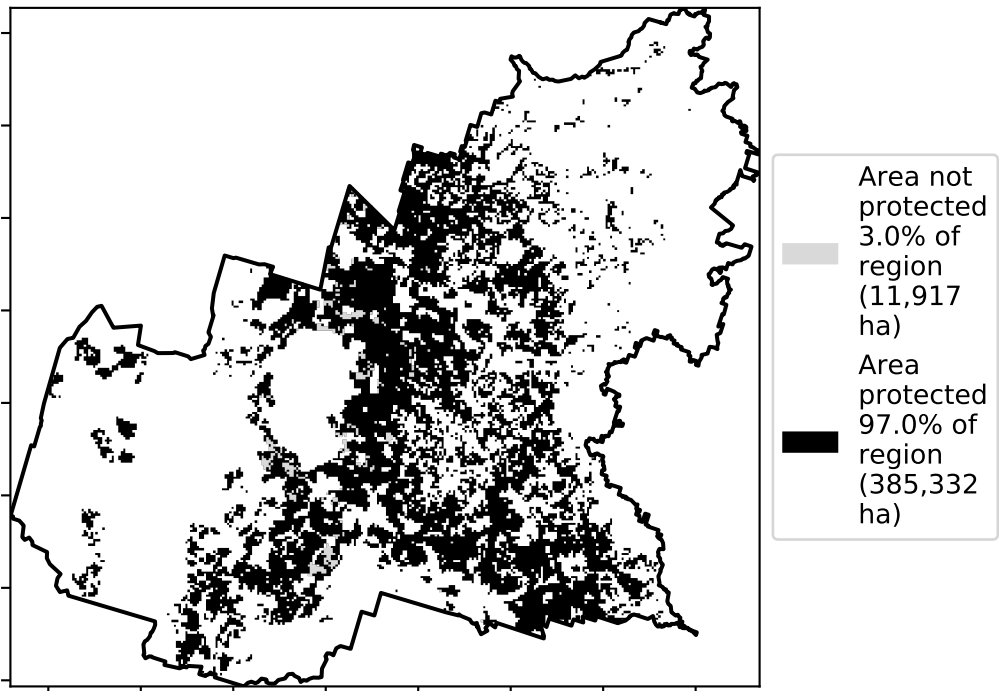 Area not
protected
3.0% of
region
(11,917
ha)
Area
protected
97.0% of
region
(385,332
ha)